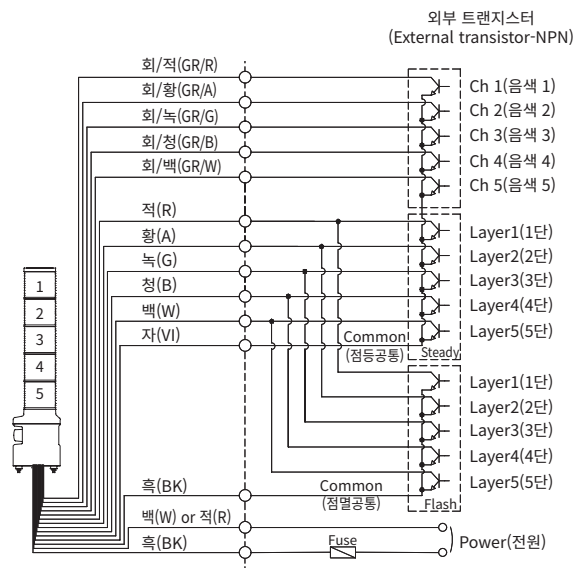 외부 트랜지스터
(External transistor-NPN)
회/적(GR/R)
회/황(GR/A)
회/녹(GR/G)
회/청(GR/B)
회/백(GR/W)
Ch 1(음색 1)
Ch 2(음색 2)
Ch 3(음색 3)
Ch 4(음색 4)
Ch 5(음색 5)
적(R)
황(A)
녹(G)
청(B)
백(W)
자(VI)
Layer1(1단)
Layer2(2단)
Layer3(3단)
Layer4(4단)
Layer5(5단)
Common
(점등공통)
Steady
1
2
3
4
5
Layer1(1단)
Layer2(2단)
Layer3(3단)
Layer4(4단)
Layer5(5단)
흑(BK)
Common
(점멸공통)
Flash
백(W) or 적(R)
흑(BK)
Fuse
Power(전원)